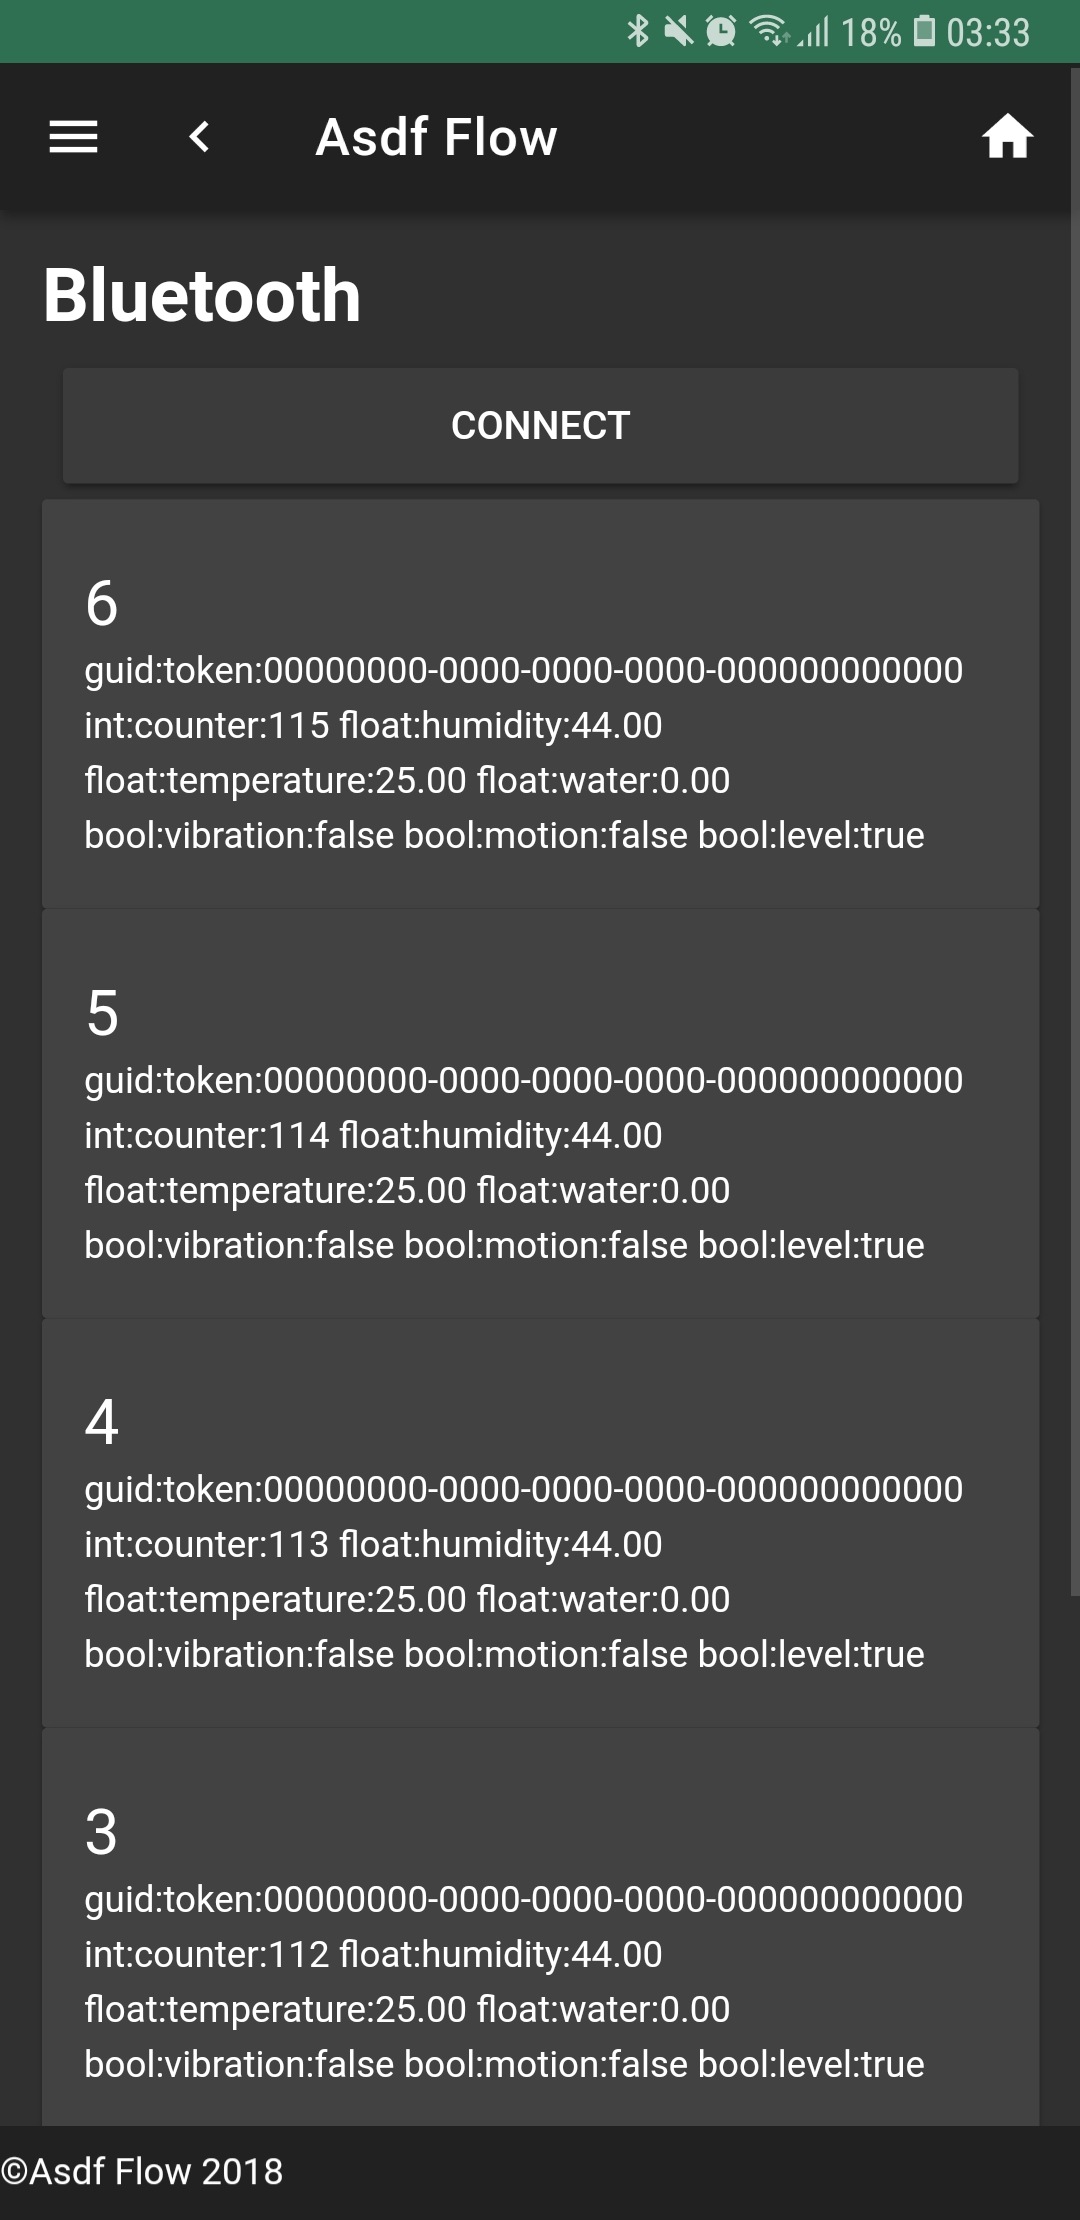 18% 03:33
Asdf Flow
Bluetooth
CONNECT
6
guid:token:00000000-0000-0000-0000-000000000000
int:counter:115 float:humidity:44.00
float:temperature:25.00 float:water:0.00
bool:vibration:false bool:motion:false bool:level:true
5
guid:token:00000000-0000-0000-0000-000000000000
int:counter:114 float:humidity:44.00
float:temperature:25.00 float:water:0.00
bool:vibration:false bool:motion:false bool:level:true
4
guid:token:00000000-0000-0000-0000-000000000000
int:counter:113 float:humidity:44.00
float:temperature:25.00 float:water:0.00
bool:vibration:false bool:motion:false bool:level:true
3
guid:token:00000000-0000-0000-0000-000000000000
int:counter:112 float:humidity:44.00
float:temperature:25.00 float:water:0.00
bool:vibration:false bool:motion:false bool:level:true
©Asdf Flow 2018